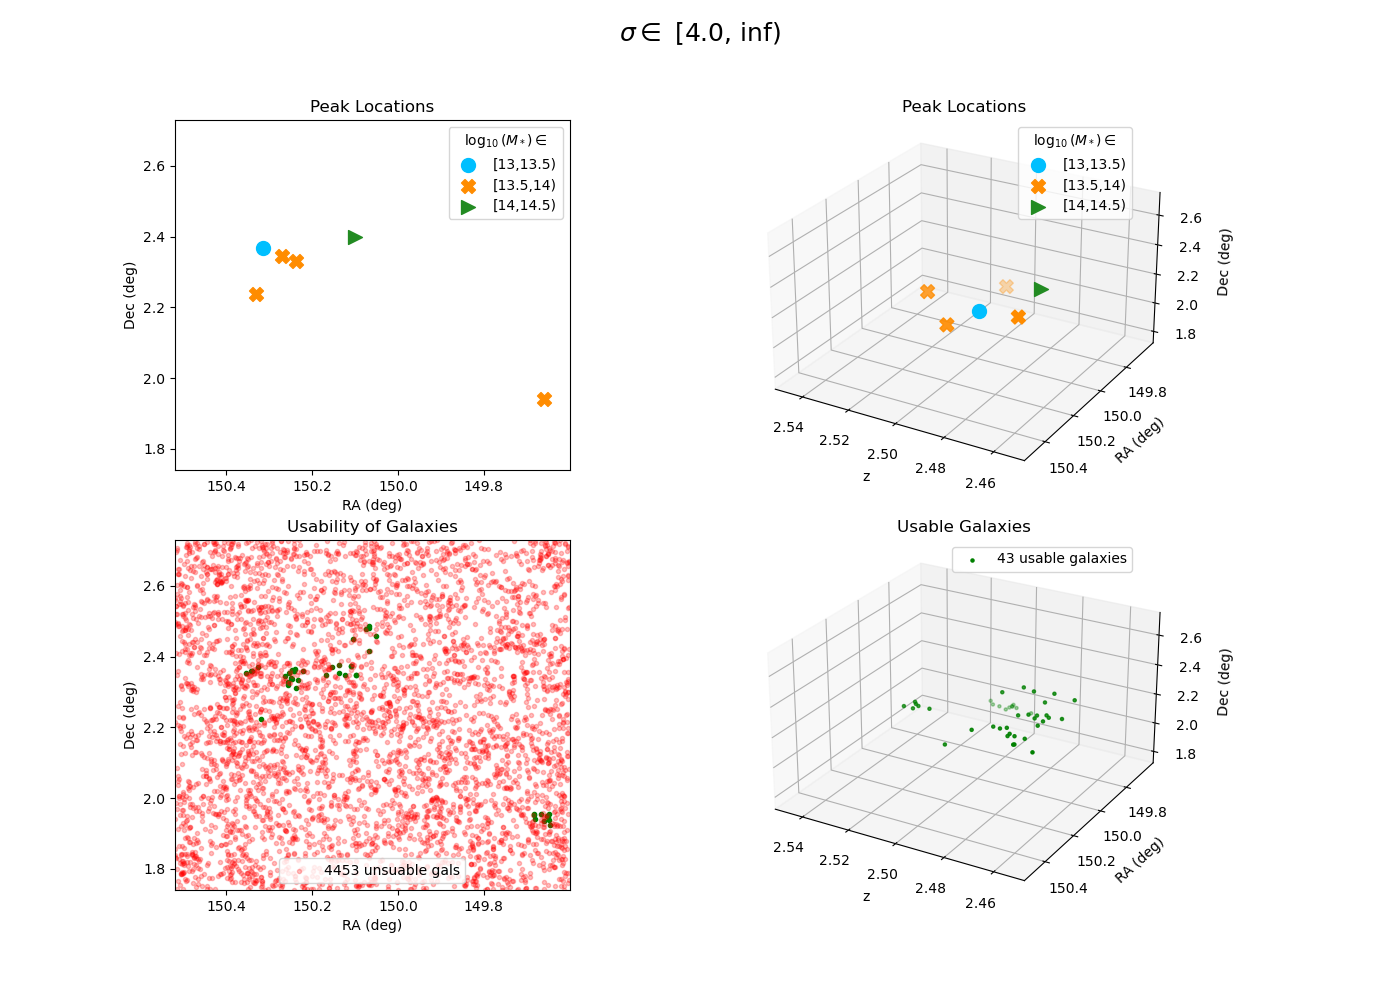 σ ∈ [4.0, inf)
Peak Locations
log₁₀(M*) ∈
[13,13.5)
[13.5,14)
[14,14.5)
2.6
2.4
2.2
2.0
1.8
Dec (deg)
150.4 150.2 150.0 149.8
RA (deg)
Peak Locations
log₁₀(M*) ∈
[13,13.5)
[13.5,14)
[14,14.5)
2.6
2.4
2.2
2.0
1.8
Dec (deg)
149.8
150.0
150.2
150.4
RA (deg)
2.54
2.52
2.50
2.48
2.46
z
Usability of Galaxies
2.6
2.4
2.2
2.0
1.8
Dec (deg)
4453 unsuable gals
150.4 150.2 150.0 149.8
RA (deg)
Usable Galaxies
43 usable galaxies
2.6
2.4
2.2
2.0
1.8
Dec (deg)
149.8
150.0
150.2
150.4
RA (deg)
2.54
2.52
2.50
2.48
2.46
z